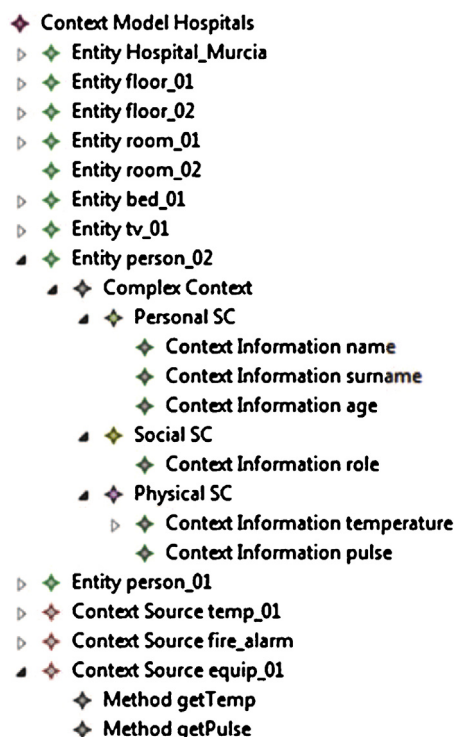 Context Model Hospitals
Entity Hospital_Murcia
Entity floor_01
Entity floor_02
Entity room_01
Entity room_02
Entity bed_01
Entity tv_01
Entity person_02
Complex Context
Personal SC
Context Information name
Context Information surname
Context Information age
Social SC
Context Information role
Physical SC
Context Information temperature
Context Information pulse
Entity person_01
Context Source temp_01
Context Source fire_alarm
Context Source equip_01
Method getTemp
Method getPulse